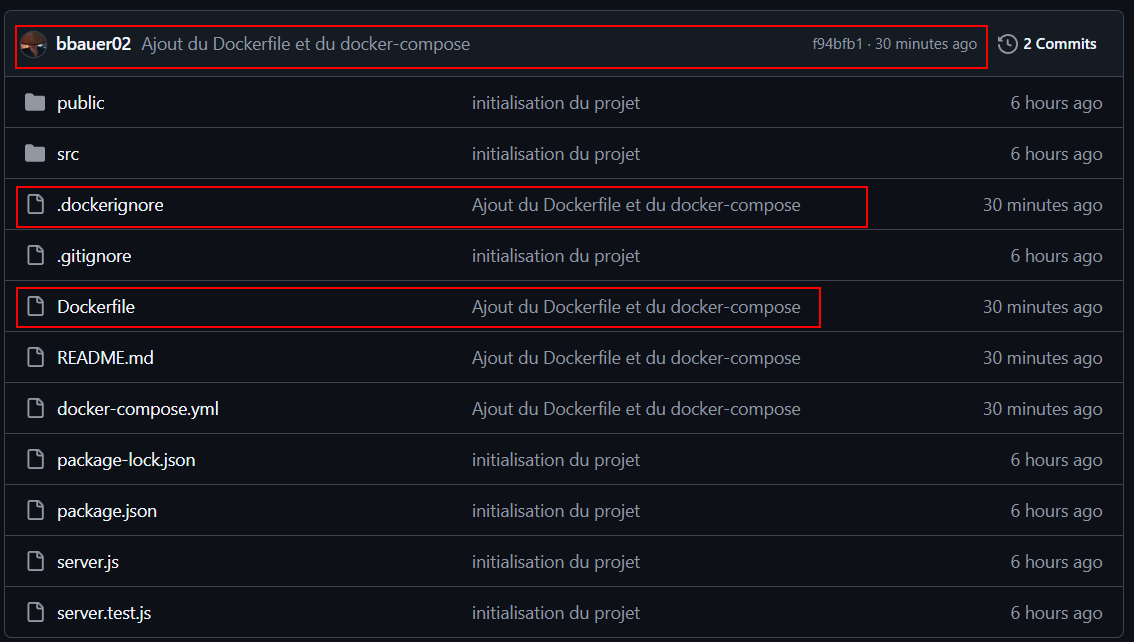 bbauer02 Ajout du Dockerfile et du docker-compose f94bfb1 · 30 minutes ago 2 Commits
public initialisation du projet 6 hours ago
src initialisation du projet 6 hours ago
.dockerignore Ajout du Dockerfile et du docker-compose 30 minutes ago
.gitignore initialisation du projet 6 hours ago
Dockerfile Ajout du Dockerfile et du docker-compose 30 minutes ago
README.md Ajout du Dockerfile et du docker-compose 30 minutes ago
docker-compose.yml Ajout du Dockerfile et du docker-compose 30 minutes ago
package-lock.json initialisation du projet 6 hours ago
package.json initialisation du projet 6 hours ago
server.js initialisation du projet 6 hours ago
server.test.js initialisation du projet 6 hours ago